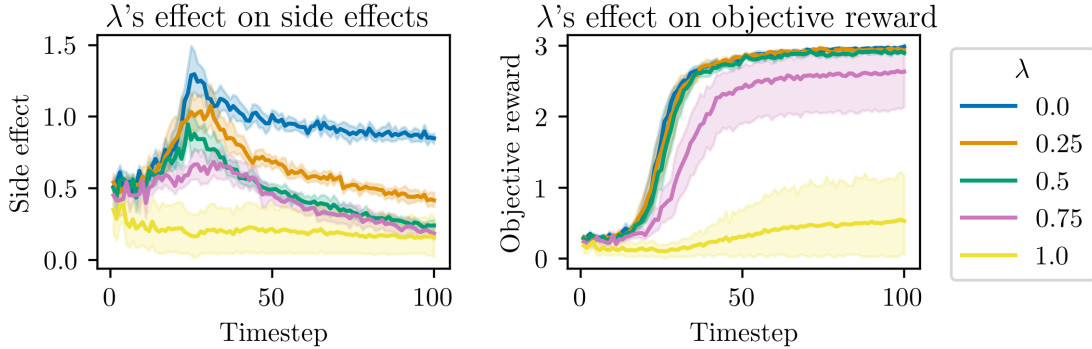 λ's effect on side effects
1.5
1.0
0.5
0.0
Side effect
0
50
100
Timestep
λ's effect on objective reward
3
2
1
0
Objective reward
0
50
100
Timestep
λ
0.0
0.25
0.5
0.75
1.0